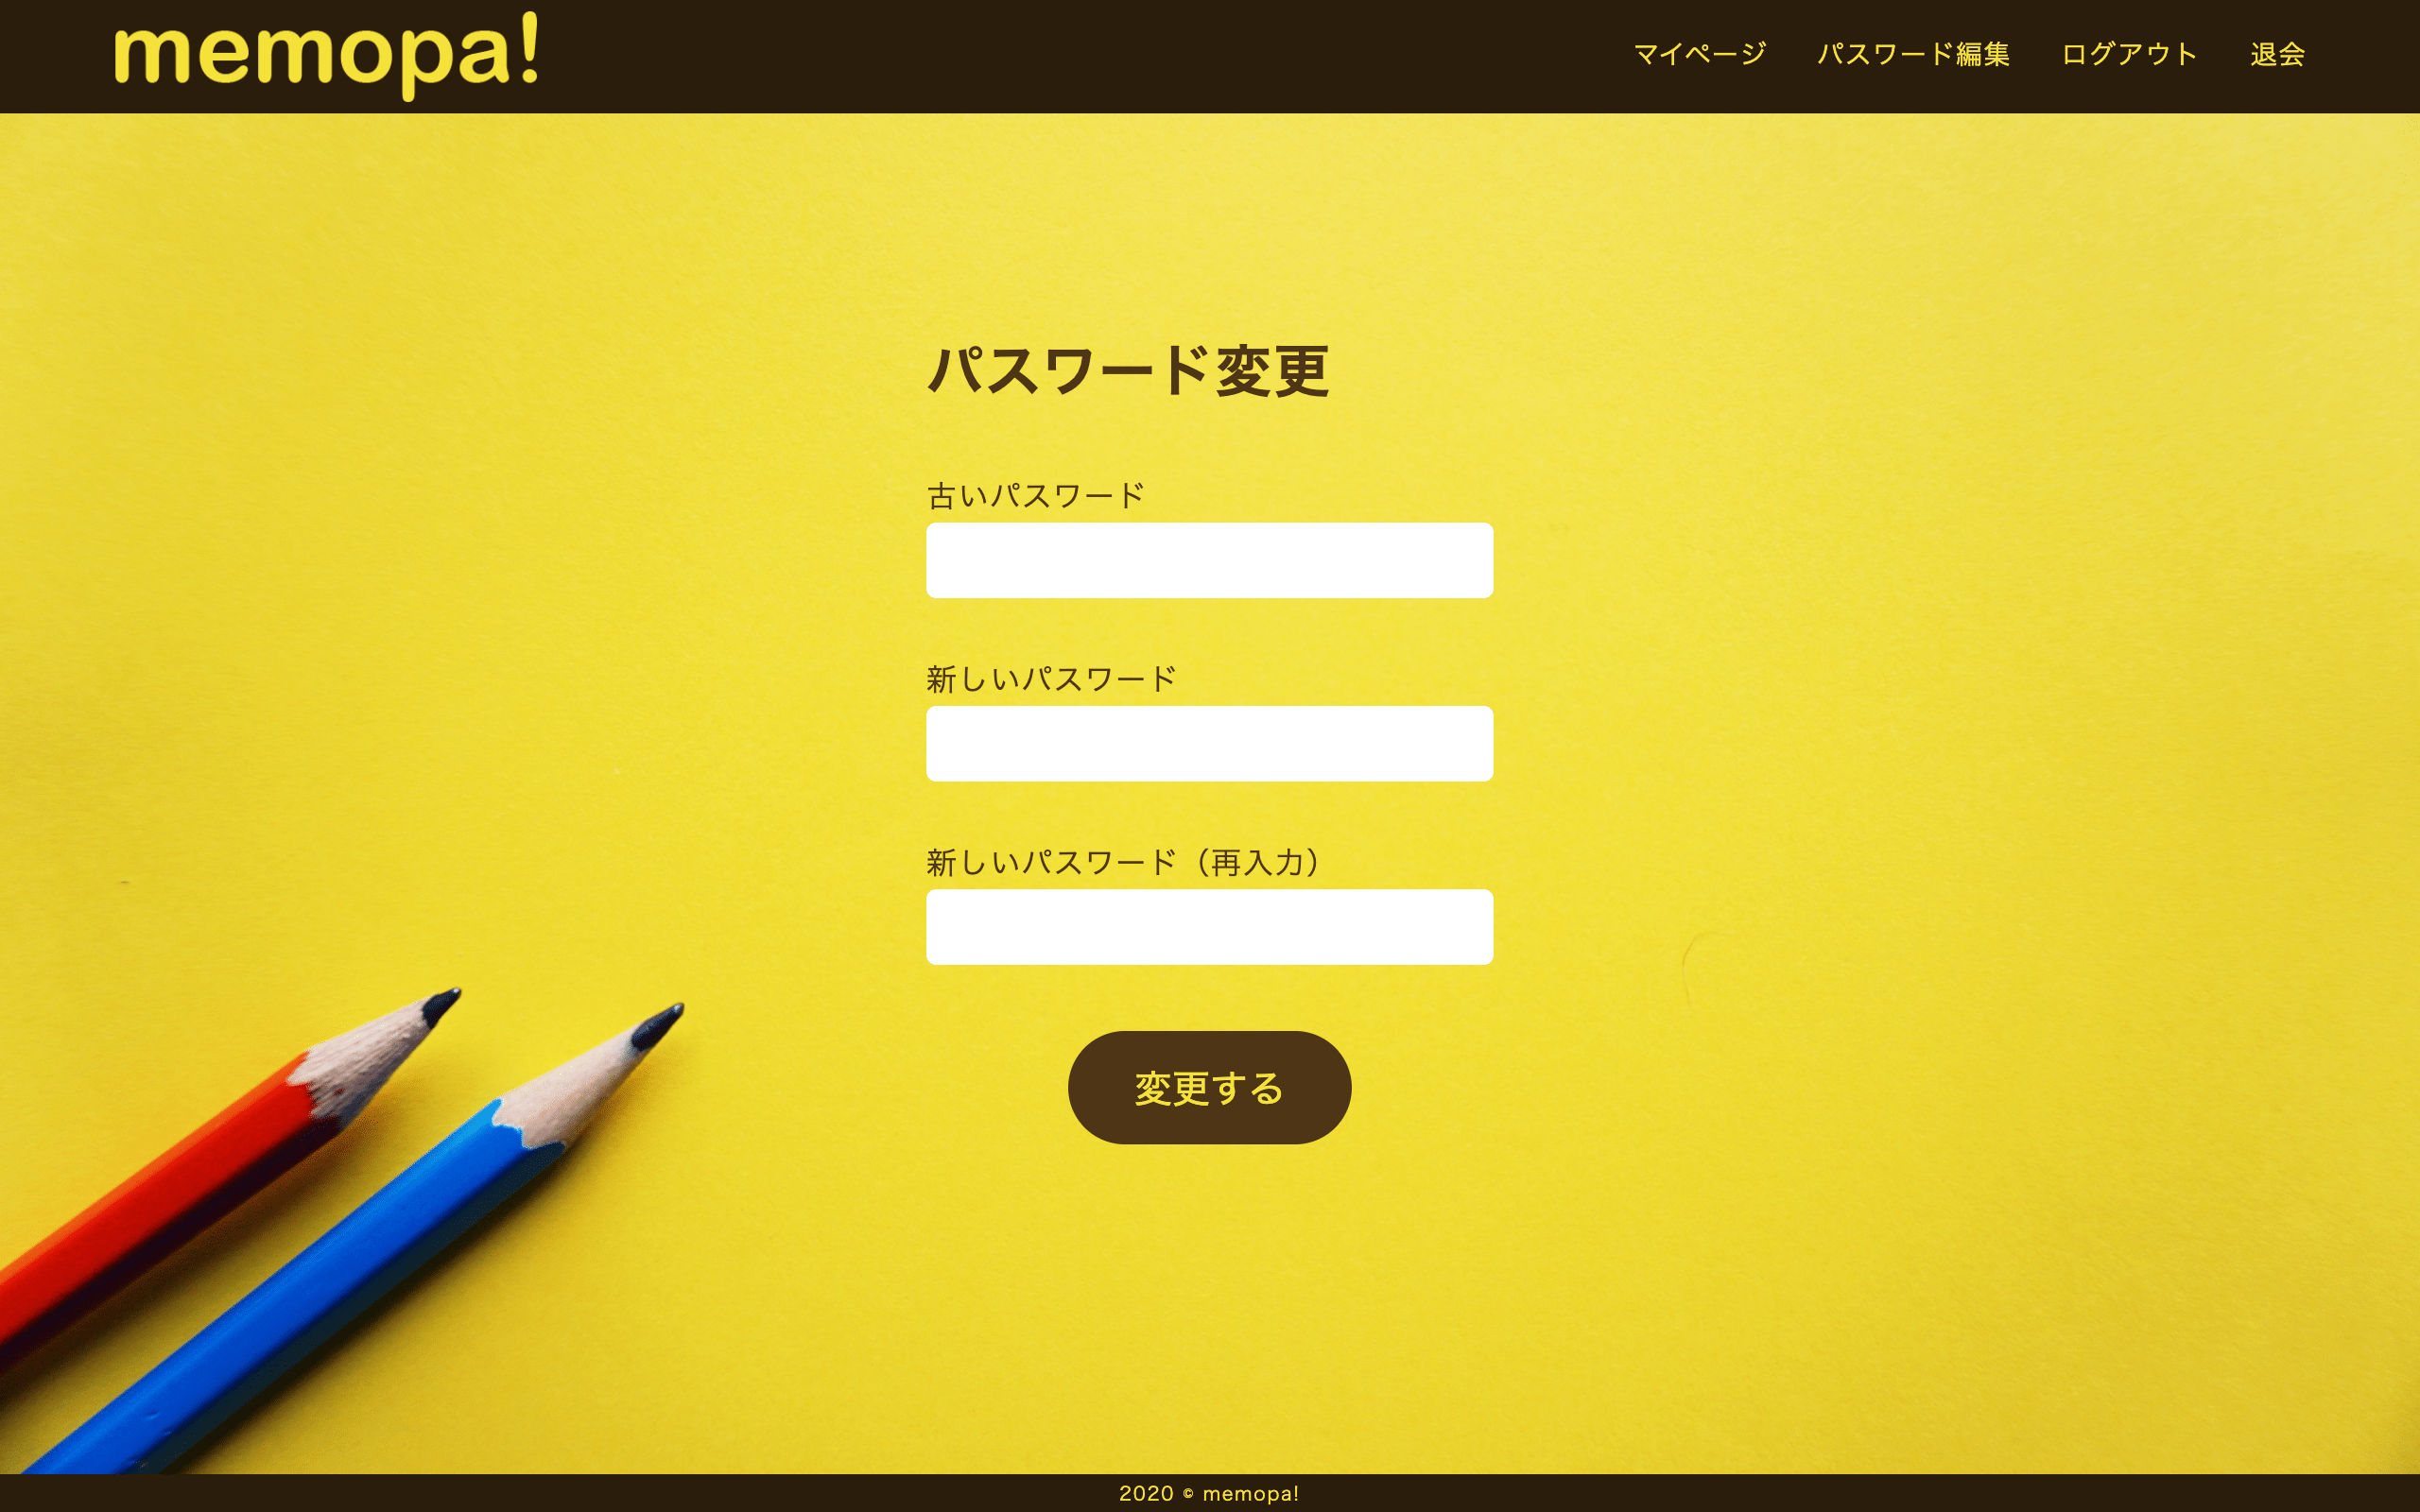 memopa!
マイページ パスワード編集 ログアウト 退会
パスワード変更
古いパスワード
新しいパスワード
新しいパスワード（再入力）
変更する
2020 © memopa!